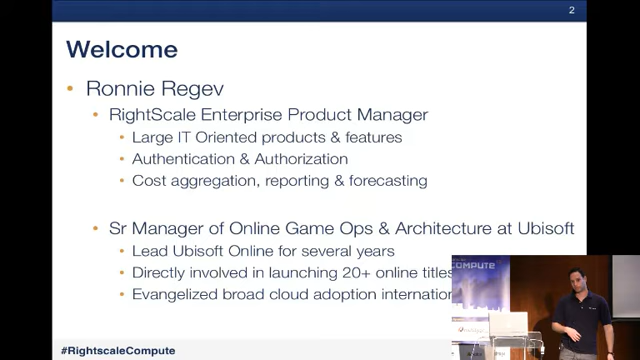 2
Welcome
• Ronnie Regev
• RightScale Enterprise Product Manager
• Large IT Oriented products & features
• Authentication & Authorization
• Cost aggregation, reporting & forecasting
• Sr Manager of Online Game Ops & Architecture at Ubisoft
• Lead Ubisoft Online for several years
• Directly involved in launching 20+ online titles
• Evangelized broad cloud adoption internation
COMPUTE
#RightscaleCompute